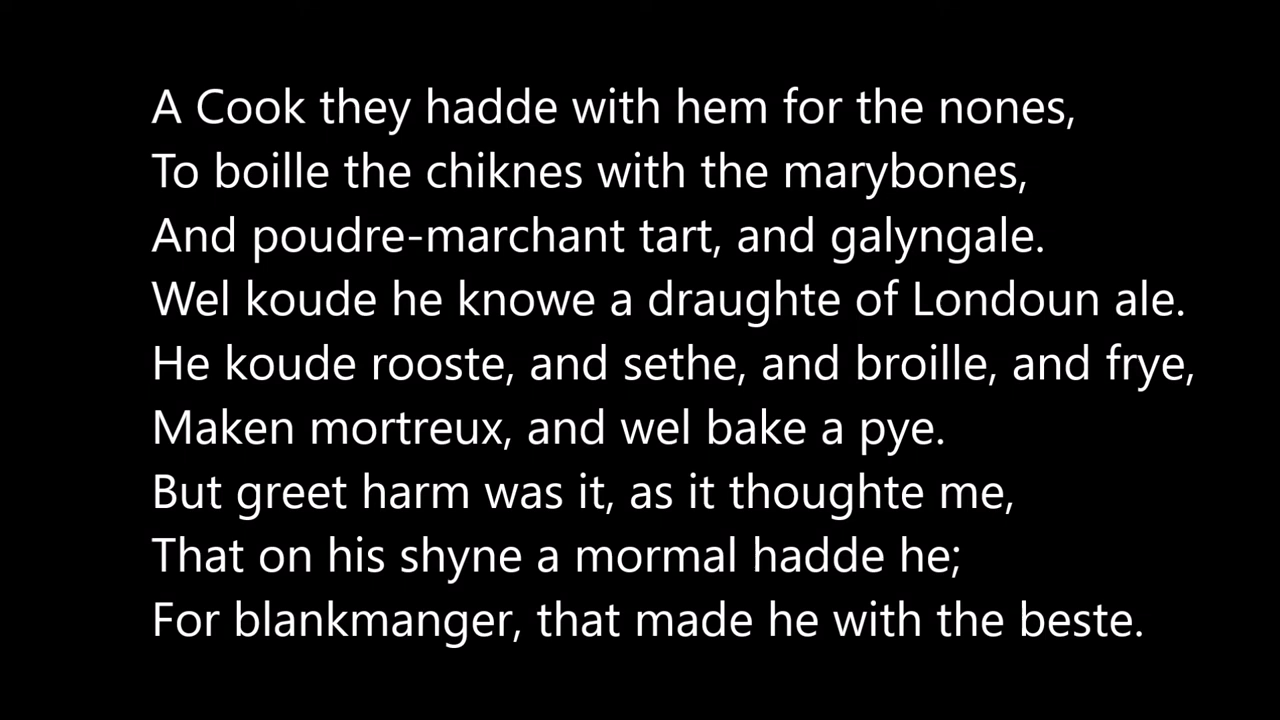 A Cook they hadde with hem for the nones,
To boille the chiknes with the marybones,
And poudre-marchant tart, and galyngale.
Wel koude he knowe a draughte of Londoun ale.
He koude rooste, and sethe, and broille, and frye,
Maken mortreux, and wel bake a pye.
But greet harm was it, as it thoughte me,
That on his shyne a mormal hadde he;
For blankmanger, that made he with the beste.